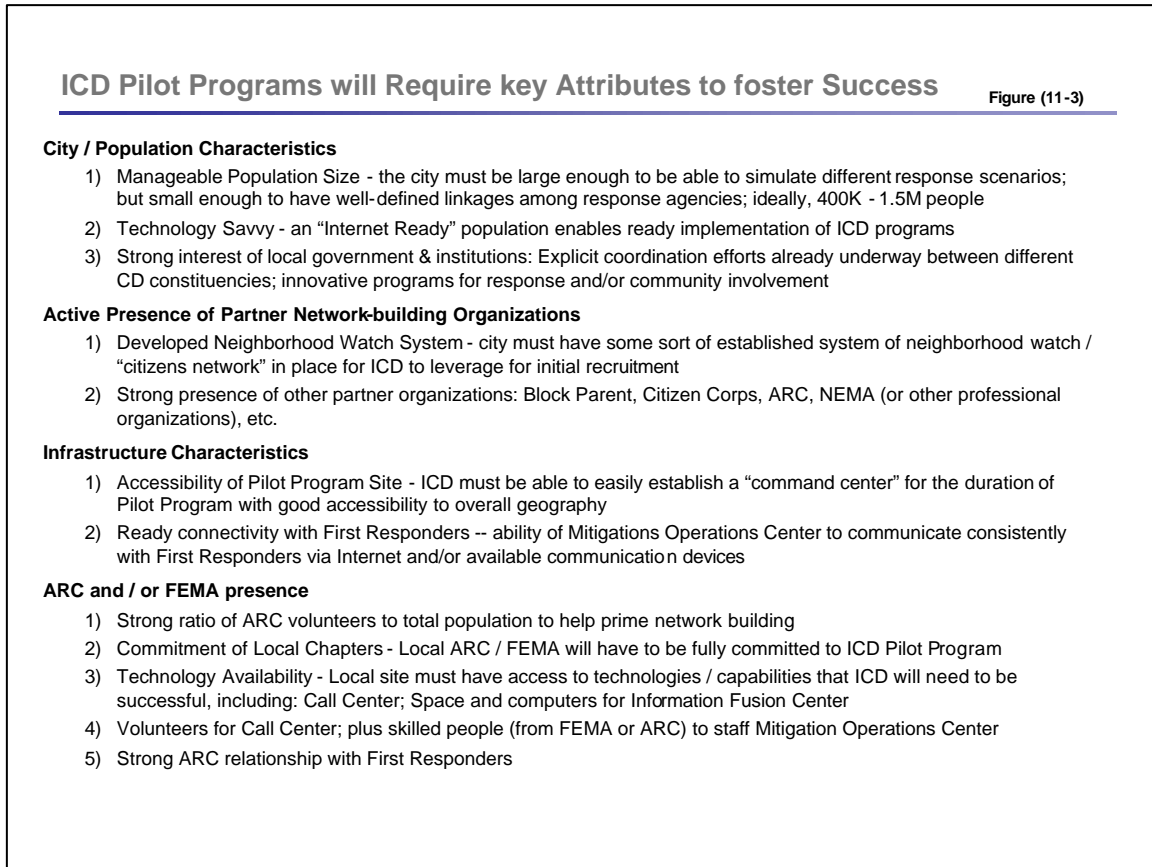 ICD Pilot Programs will Require key Attributes to foster Success
Figure (11-3)
City / Population Characteristics
1) Manageable Population Size - the city must be large enough to be able to simulate different response scenarios;
but small enough to have well-defined linkages among response agencies; ideally, 400K - 1.5M people
2) Technology Savvy - an “Internet Ready” population enables ready implementation of ICD programs
3) Strong interest of local government & institutions: Explicit coordination efforts already underway between different
CD constituencies; innovative programs for response and/or community involvement
Active Presence of Partner Network-building Organizations
1) Developed Neighborhood Watch System - city must have some sort of established system of neighborhood watch /
“citizens network” in place for ICD to leverage for initial recruitment
2) Strong presence of other partner organizations: Block Parent, Citizen Corps, ARC, NEMA (or other professional
organizations), etc.
Infrastructure Characteristics
1) Accessibility of Pilot Program Site - ICD must be able to easily establish a “command center” for the duration of
Pilot Program with good accessibility to overall geography
2) Ready connectivity with First Responders -- ability of Mitigations Operations Center to communicate consistently
with First Responders via Internet and/or available communication devices
ARC and / or FEMA presence
1) Strong ratio of ARC volunteers to total population to help prime network building
2) Commitment of Local Chapters - Local ARC / FEMA will have to be fully committed to ICD Pilot Program
3) Technology Availability - Local site must have access to technologies / capabilities that ICD will need to be
successful, including: Call Center; Space and computers for Information Fusion Center
4) Volunteers for Call Center; plus skilled people (from FEMA or ARC) to staff Mitigation Operations Center
5) Strong ARC relationship with First Responders